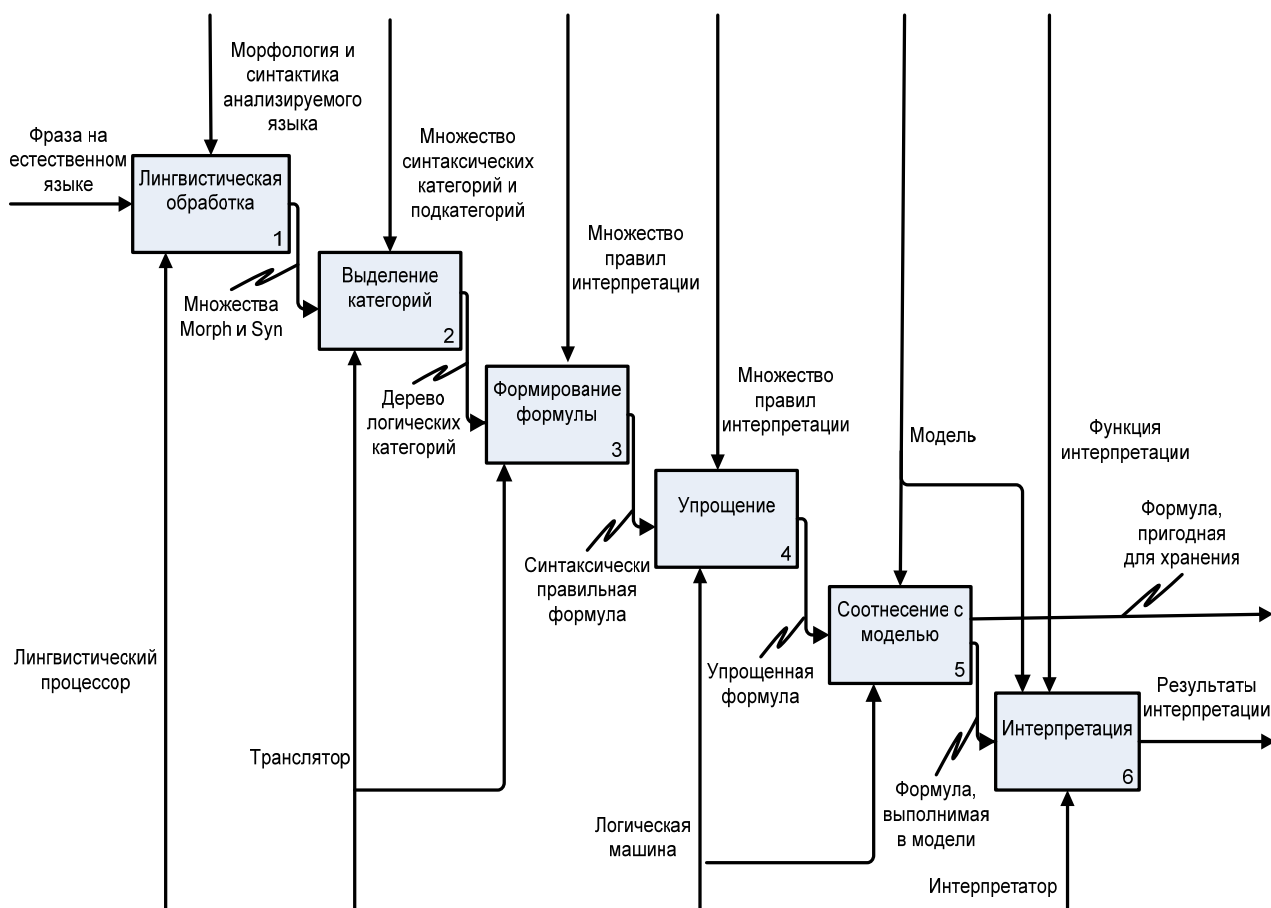 Морфология и
синтактика
анализируемого
языка
Фраза на
естественном
языке
Лингвистическая
обработка
1
Множество
синтаксических
категорий и
подкатегорий
Множества
Morph и Syn
Выделение
категорий
2
Множество
правил
интерпретации
Дерево
логических
категорий
Формирование
формулы
3
Множество
правил
интерпретации
Синтаксически
правильная
формула
Упрощение
4
Модель
Функция
интерпретации
Формула,
пригодная
для хранения
Упрощенная
формула
Соотнесение с
моделью
5
Результаты
интерпретации
Интерпретация
6
Формула,
выполнимая
в модели
Лингвистический
процессор
Транслятор
Логическая
машина
Интерпретатор